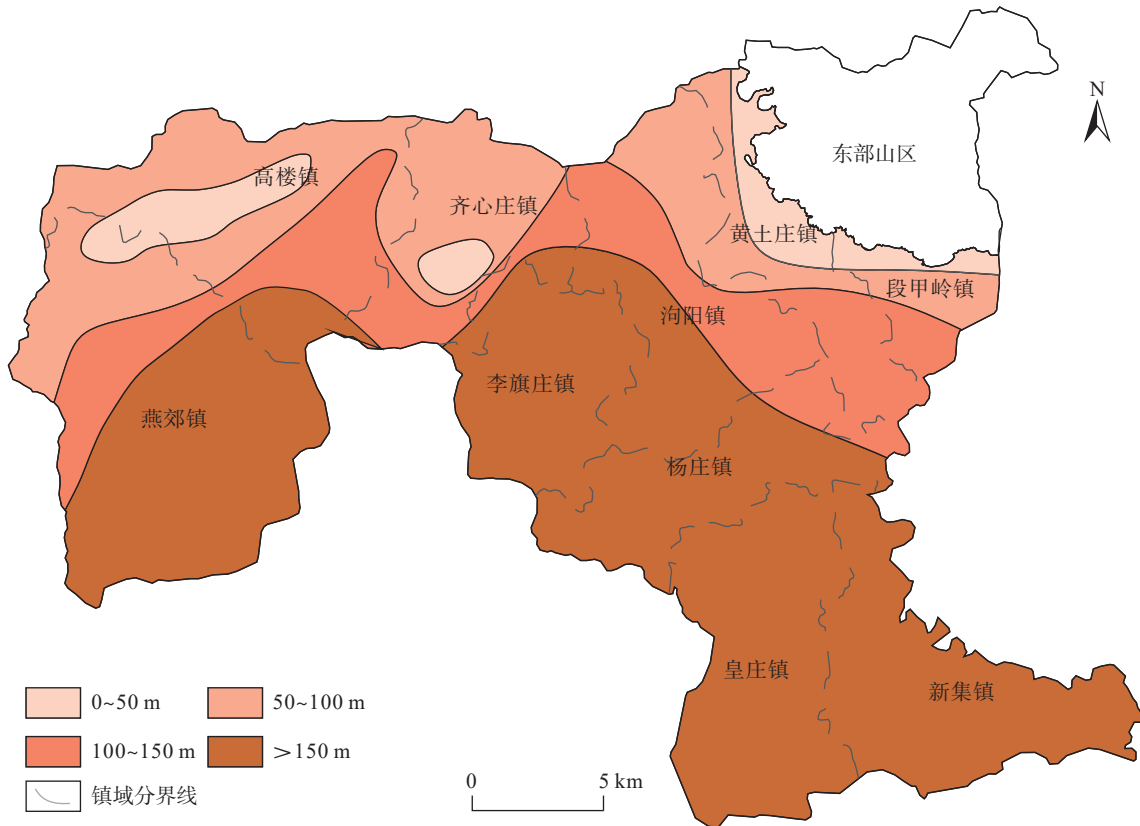 N
东部山区
高楼镇
齐心庄镇
黄土庄镇
段甲岭镇
泃阳镇
李旗庄镇
燕郊镇
杨庄镇
皇庄镇
新集镇
0~50 m
50~100 m
100~150 m
>150 m
镇域分界线
0 5 km